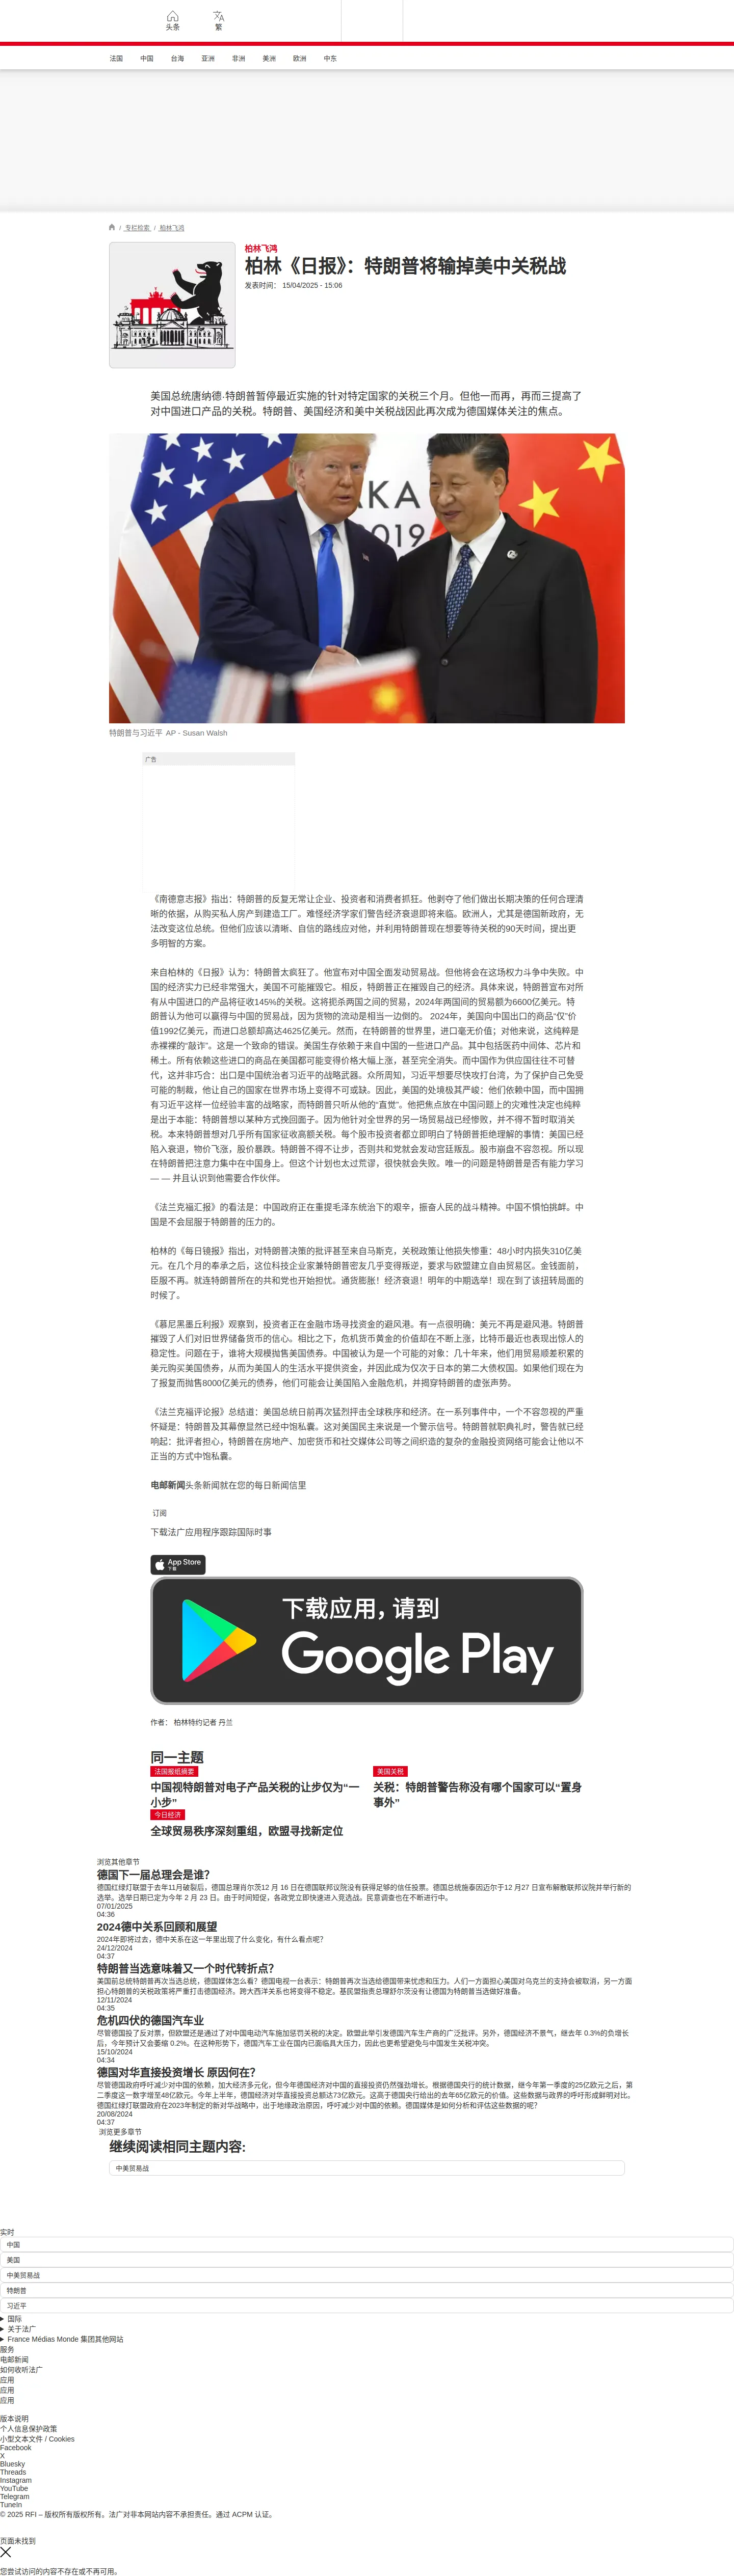 头条
繁
法国 中国 台海 亚洲 非洲 美洲 欧洲 中东
/ 专栏检索 / 柏林飞鸿
柏林飞鸿
柏林《日报》：特朗普将输掉美中关税战
发表时间： 15/04/2025 - 15:06
美国总统唐纳德·特朗普暂停最近实施的针对特定国家的关税三个月。但他一而再，再而三提高了
对中国进口产品的关税。特朗普、美国经济和美中关税战因此再次成为德国媒体关注的焦点。
AKA
2019
特朗普与习近平 AP - Susan Walsh
广告
《南德意志报》指出：特朗普的反复无常让企业、投资者和消费者抓狂。他剥夺了他们做出长期决策的任何合理清
晰的依据，从购买私人房产到建造工厂。难怪经济学家们警告经济衰退即将来临。欧洲人，尤其是德国新政府，无
法改变这位总统。但他们应该以清晰、自信的路线应对他，并利用特朗普现在想要等待关税的90天时间，提出更
多明智的方案。
来自柏林的《日报》认为：特朗普太疯狂了。他宣布对中国全面发动贸易战。但他将会在这场权力斗争中失败。中
国的经济实力已经非常强大，美国不可能摧毁它。相反，特朗普正在摧毁自己的经济。具体来说，特朗普宣布对所
有从中国进口的产品将征收145%的关税。这将扼杀两国之间的贸易，2024年两国间的贸易额为6600亿美元。特
朗普认为他可以赢得与中国的贸易战，因为货物的流动是相当一边倒的。 2024年，美国向中国出口的商品“仅”价
值1992亿美元，而进口总额却高达4625亿美元。然而，在特朗普的世界里，进口毫无价值；对他来说，这纯粹是
赤裸裸的“敲诈”。这是一个致命的错误。美国生存依赖于来自中国的一些进口产品。其中包括医药中间体、芯片和
稀土。所有依赖这些进口的商品在美国都可能变得价格大幅上涨，甚至完全消失。而中国作为供应国往往不可替
代，这并非巧合：出口是中国统治者习近平的战略武器。众所周知，习近平想要尽快攻打台湾，为了保护自己免受
可能的制裁，他让自己的国家在世界市场上变得不可或缺。因此，美国的处境极其严峻：他们依赖中国，而中国拥
有习近平这样一位经验丰富的战略家，而特朗普只听从他的“直觉”。他把焦点放在中国问题上的灾难性决定也纯粹
是出于本能：特朗普想以某种方式挽回面子。因为他针对全世界的另一场贸易战已经惨败，并不得不暂时取消关
税。本来特朗普想对几乎所有国家征收高额关税。每个股市投资者都立即明白了特朗普拒绝理解的事情：美国已经
陷入衰退，物价飞涨，股价暴跌。特朗普不得不让步，否则共和党就会发动宫廷叛乱。股市崩盘不容忽视。所以现
在特朗普把注意力集中在中国身上。但这个计划也太过荒谬，很快就会失败。唯一的问题是特朗普是否有能力学习
— — 并且认识到他需要合作伙伴。
《法兰克福汇报》的看法是：中国政府正在重提毛泽东统治下的艰辛，振奋人民的战斗精神。中国不惧怕挑衅。中
国是不会屈服于特朗普的压力的。
柏林的《每日镜报》指出，对特朗普决策的批评甚至来自马斯克，关税政策让他损失惨重：48小时内损失310亿美
元。在几个月的奉承之后，这位科技企业家兼特朗普密友几乎变得叛逆，要求与欧盟建立自由贸易区。金钱面前，
臣服不再。就连特朗普所在的共和党也开始担忧。通货膨胀！经济衰退！明年的中期选举！现在到了该扭转局面的
时候了。
《慕尼黑墨丘利报》观察到，投资者正在金融市场寻找资金的避风港。有一点很明确：美元不再是避风港。特朗普
摧毁了人们对旧世界储备货币的信心。相比之下，危机货币黄金的价值却在不断上涨，比特币最近也表现出惊人的
稳定性。问题在于，谁将大规模抛售美国债券。中国被认为是一个可能的对象：几十年来，他们用贸易顺差积累的
美元购买美国债券，从而为美国人的生活水平提供资金，并因此成为仅次于日本的第二大债权国。如果他们现在为
了报复而抛售8000亿美元的债券，他们可能会让美国陷入金融危机，并揭穿特朗普的虚张声势。
《法兰克福评论报》总结道：美国总统日前再次猛烈抨击全球秩序和经济。在一系列事件中，一个不容忽视的严重
怀疑是：特朗普及其幕僚显然已经中饱私囊。这对美国民主来说是一个警示信号。特朗普就职典礼时，警告就已经
响起：批评者担心，特朗普在房地产、加密货币和社交媒体公司等之间织造的复杂的金融投资网络可能会让他以不
正当的方式中饱私囊。
电邮新闻头条新闻就在您的每日新闻信里
订阅
下载法广应用程序跟踪国际时事
App Store
下载
下载应用，请到
Google Play
作者： 柏林特约记者 丹兰
同一主题
法国报纸摘要
中国视特朗普对电子产品关税的让步仅为“一
小步”
美国关税
关税：特朗普警告称没有哪个国家可以“置身
事外”
今日经济
全球贸易秩序深刻重组，欧盟寻找新定位
浏览其他章节
德国下一届总理会是谁？
德国红绿灯联盟于去年11月破裂后，德国总理肖尔茨12 月 16 日在德国联邦议院没有获得足够的信任投票。德国总统施泰因迈尔于12 月27 日宣布解散联邦议院并举行新的
选举。选举日期已定为今年 2 月 23 日。由于时间短促，各政党立即快速进入竞选战。民意调查也在不断进行中。
07/01/2025
04:36
2024德中关系回顾和展望
2024年即将过去，德中关系在这一年里出现了什么变化，有什么看点呢？
24/12/2024
04:37
特朗普当选意味着又一个时代转折点？
美国前总统特朗普再次当选总统，德国媒体怎么看？德国电视一台表示：特朗普再次当选给德国带来忧虑和压力。人们一方面担心美国对乌克兰的支持会被取消，另一方面
担心特朗普的关税政策将严重打击德国经济。跨大西洋关系也将变得不稳定。基民盟指责总理舒尔茨没有让德国为特朗普当选做好准备。
12/11/2024
04:35
危机四伏的德国汽车业
尽管德国投了反对票，但欧盟还是通过了对中国电动汽车施加惩罚关税的决定。欧盟此举引发德国汽车生产商的广泛批评。另外，德国经济不景气，继去年 0.3%的负增长
后，今年预计又会萎缩 0.2%。在这种形势下，德国汽车工业在国内已面临具大压力，因此也更希望避免与中国发生关税冲突。
15/10/2024
04:34
德国对华直接投资增长 原因何在？
尽管德国政府呼吁减少对中国的依赖，加大经济多元化，但今年德国经济对中国的直接投资仍然强劲增长。根据德国央行的统计数据，继今年第一季度的25亿欧元之后，第
二季度这一数字增至48亿欧元。今年上半年，德国经济对华直接投资总额达73亿欧元。这高于德国央行给出的去年65亿欧元的价值。这些数据与政界的呼吁形成鲜明对比。
德国红绿灯联盟政府在2023年制定的新对华战略中，出于地缘政治原因，呼吁减少对中国的依赖。德国媒体是如何分析和评估这些数据的呢？
20/08/2024
04:37
浏览更多章节
继续阅读相同主题内容:
中美贸易战
实时
中国
美国
中美贸易战
特朗普
习近平
国际
关于法广
France Médias Monde 集团其他网站
服务
电邮新闻
如何收听法广
应用
应用
应用
版本说明
个人信息保护政策
小型文本文件 / Cookies
Facebook
X
Bluesky
Threads
Instagram
YouTube
Telegram
TuneIn
© 2025 RFI – 版权所有版权所有。法广对非本网站内容不承担责任。通过 ACPM 认证。
页面未找到
您尝试访问的内容不存在或不再可用。